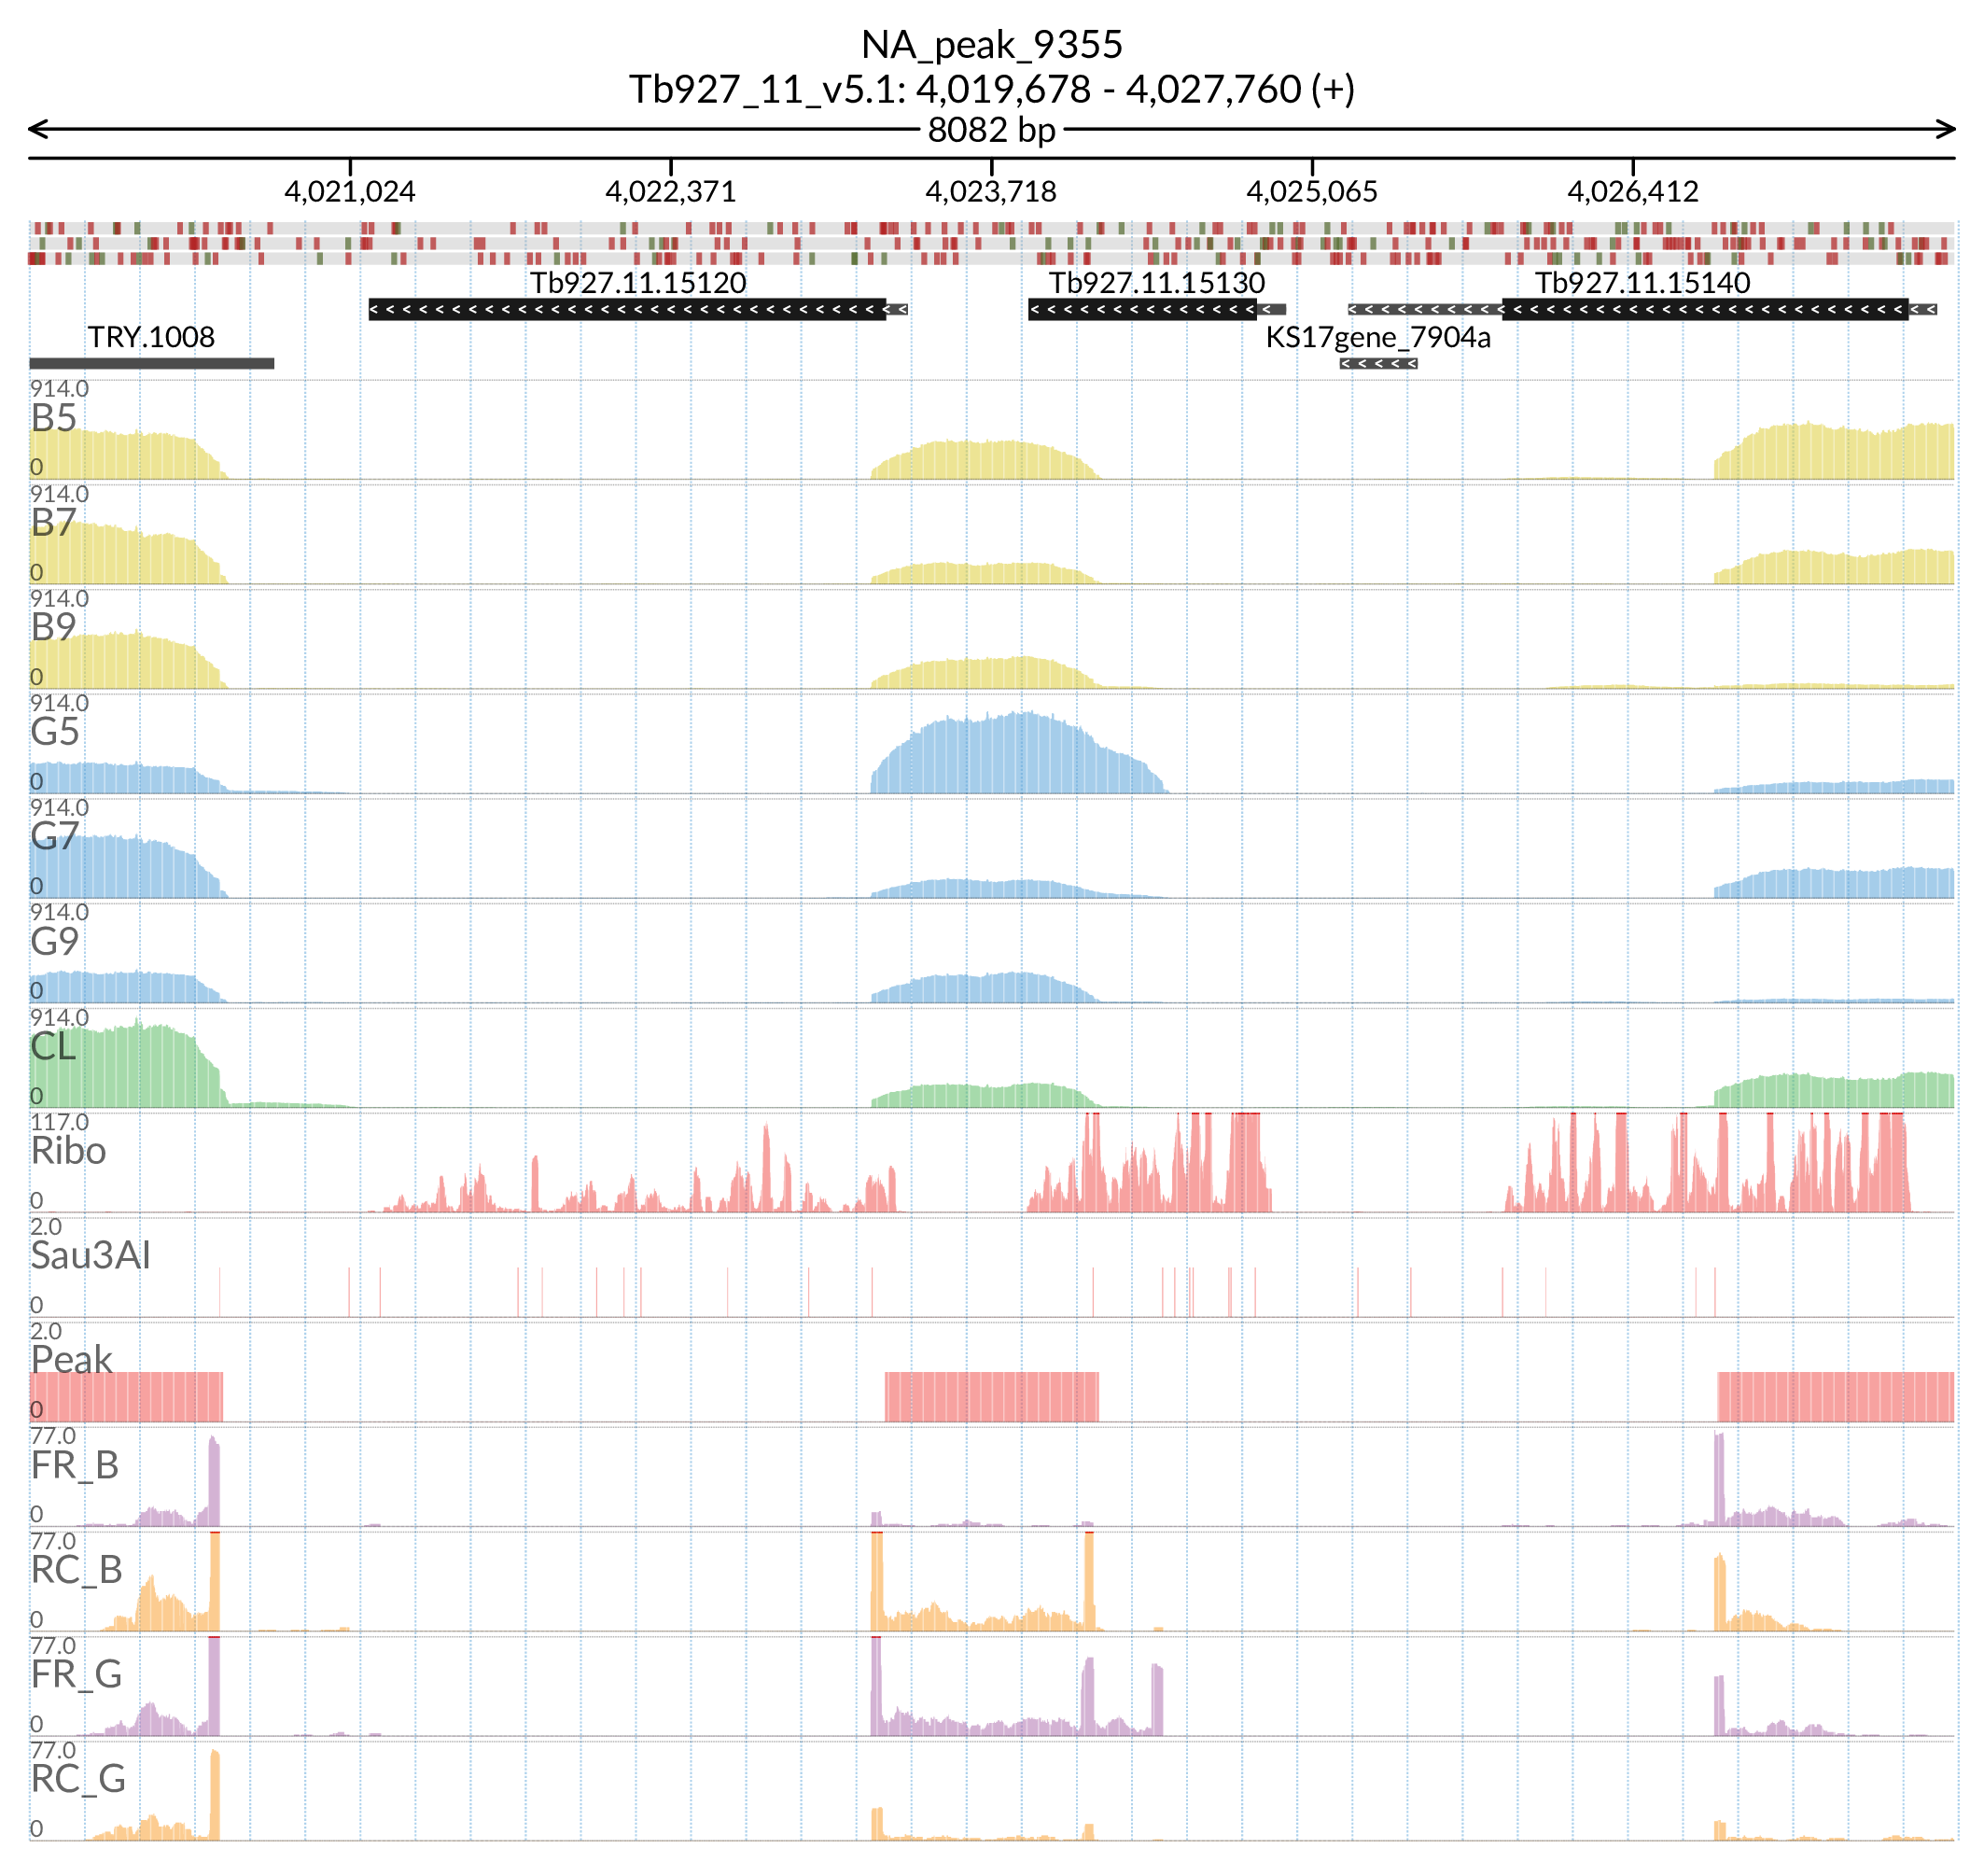 NA_peak_9355
Tb927_11_v5.1: 4,019,678 - 4,027,760 (+)
8082 bp
4,021,024 4,022,371 4,023,718 4,025,065 4,026,412
Tb927.11.15120 Tb927.11.15130 Tb927.11.15140
TRY.1008 KS17gene_7904a
914.0
B5
0
914.0
B7
0
914.0
B9
0
914.0
G5
0
914.0
G7
0
914.0
G9
0
914.0
CL
0
117.0
Ribo
0
2.0
Sau3AI
0
2.0
Peak
0
77.0
FR_B
0
77.0
RC_B
0
77.0
FR_G
0
77.0
RC_G
0